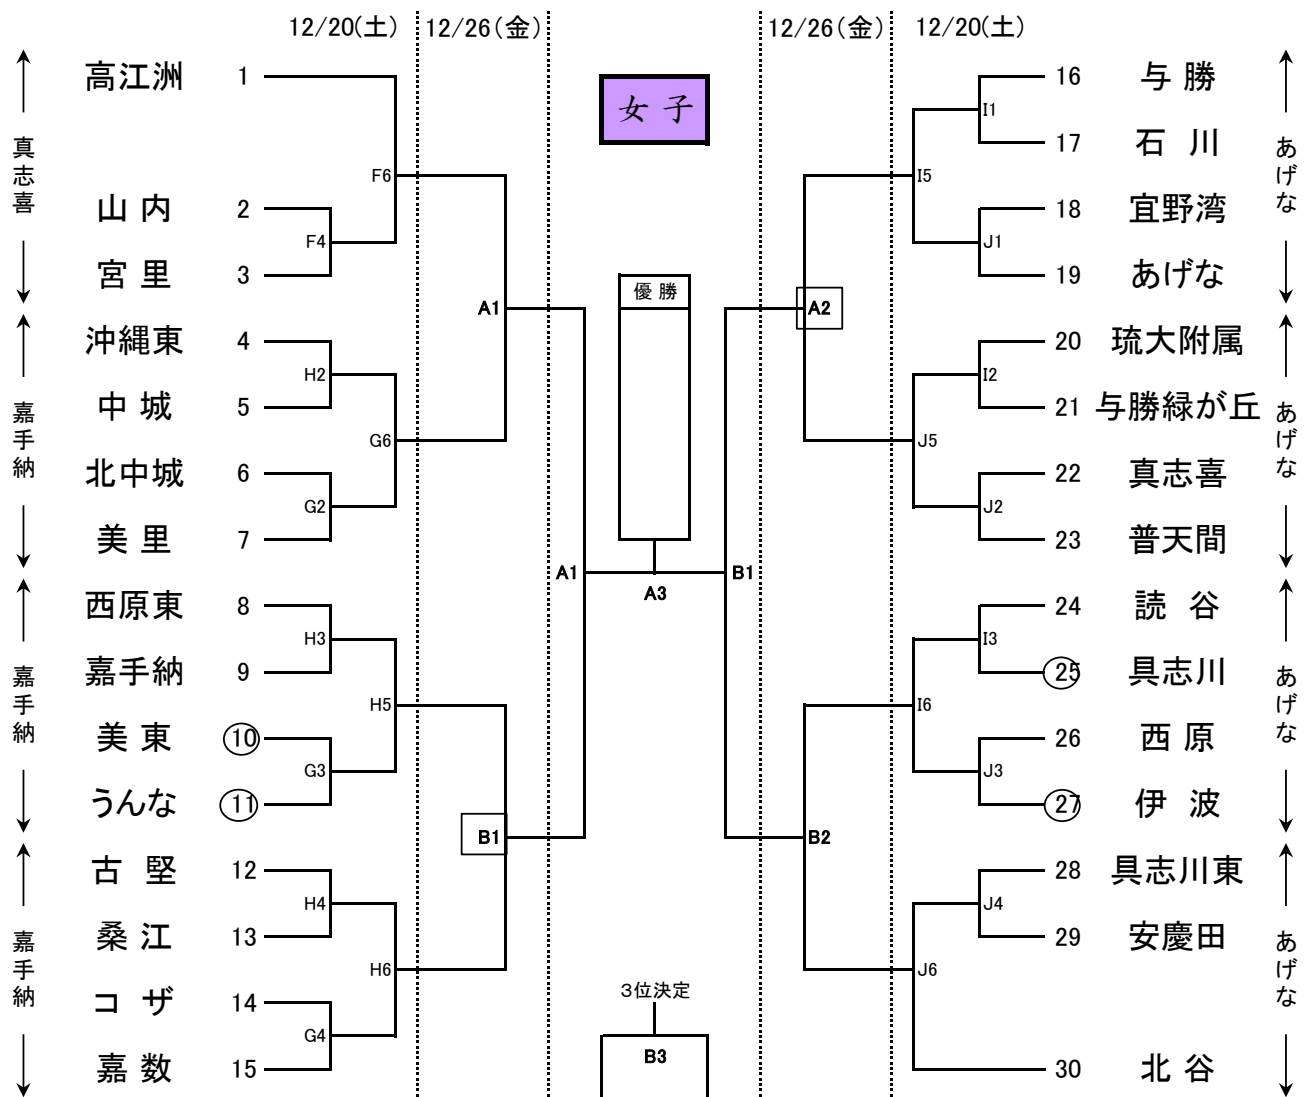 12/20(土) 12/26(金) 12/26(金) 12/20(土)
女子
真志喜
嘉手納
嘉手納
嘉手納
高江洲 1
山内 2
宮里 3
沖縄東 4
中城 5
北中城 6
美里 7
西原東 8
嘉手納 9
美東 10
うんな 11
古堅 12
桑江 13
コザ 14
嘉数 15
F6
F4
H2
G6
G2
H3
H5
G3
H4
H6
G4
A1
B1
A1
優勝
A3
B1
3位決定
B3
A2
B2
I1
I5
J1
I2
J5
J2
I3
I6
J3
J4
J6
16 与勝
17 石川
18 宜野湾
19 あげな
20 琉大附属
21 与勝緑が丘
22 真志喜
23 普天間
24 読谷
25 具志川
26 西原
27 伊波
28 具志川東
29 安慶田
30 北谷
あげな
あげな
あげな
あげな